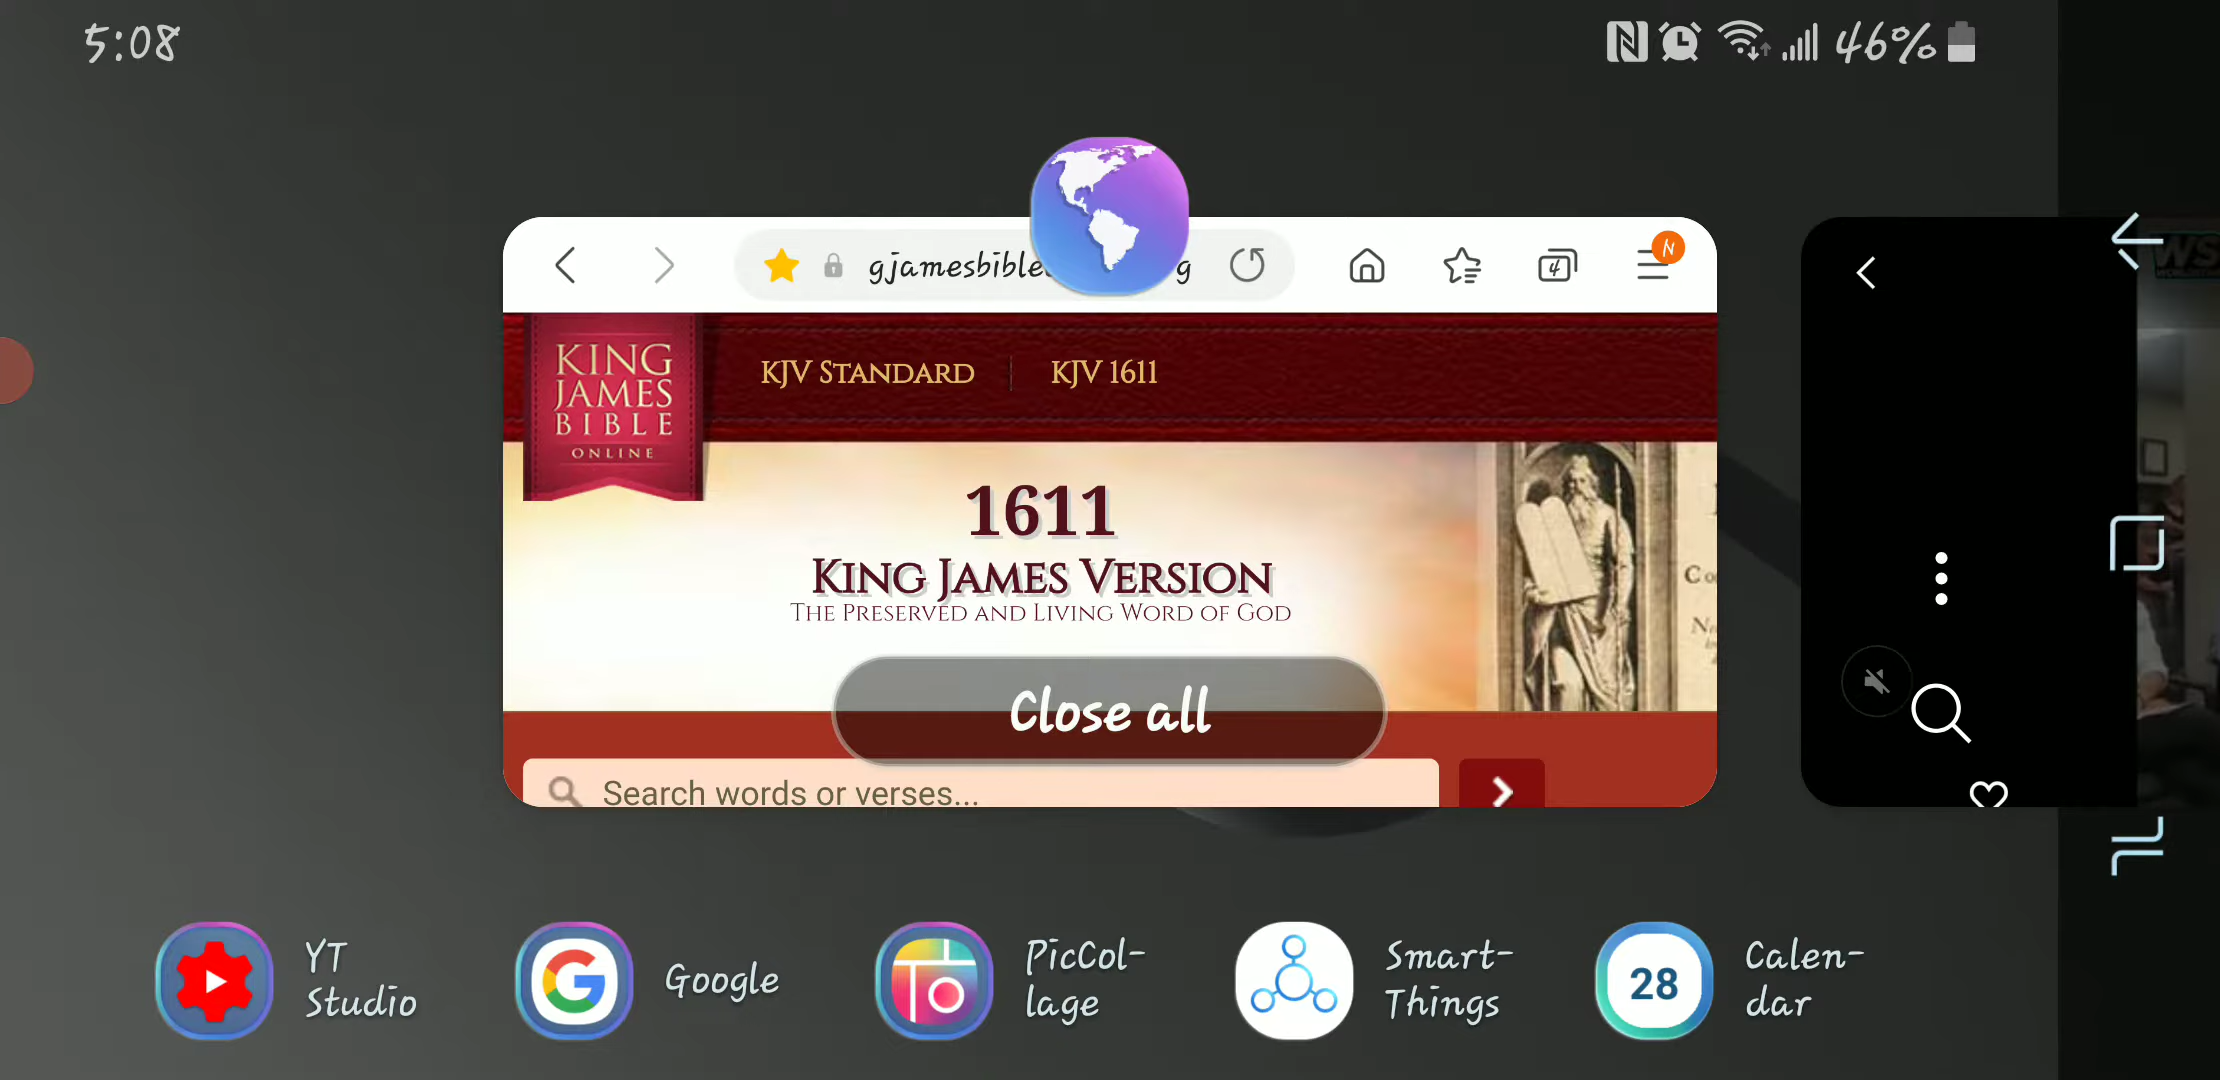 5:08
46%
gjamesbible
g
4
N
KING
JAMES
BIBLE
ONLINE
KJV STANDARD
KJV 1611
1611
KING JAMES VERSION
THE PRESERVED AND LIVING WORD OF GOD
Close all
Search words or verses...
WS
YT
Studio
Google
PicCol-
lage
Smart-
Things
28
Calen-
dar